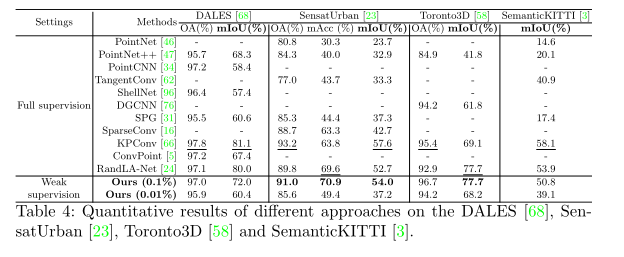 Settings Methods DALES [68] SensatUrban [23] Toronto3D [58] SemanticKITTI [3]
OA(%) mIoU(%) OA(%) mAcc (%) mIoU(%) OA(%) mIoU(%) mIoU(%)
PointNet [46] - - 80.8 30.3 23.7 - - 14.6
PointNet++ [47] 95.7 68.3 84.3 40.0 32.9 84.9 41.8 20.1
PointCNN [34] 97.2 58.4 - - - - - -
TangentConv [62] - - 77.0 43.7 33.3 - - 40.9
ShellNet [96] 96.4 57.4 - - - - - -
Full supervision DGCNN [76] - - - - - 94.2 61.8 -
SPG [31] 95.5 60.6 85.3 44.4 37.3 - - 17.4
SparseConv [16] - - 88.7 63.3 42.7 - - -
KPConv [66] 97.8 81.1 93.2 63.8 57.6 95.4 69.1 58.1
ConvPoint [5] 97.2 67.4 - - - - - -
RandLA-Net [24] 97.1 80.0 89.8 69.6 52.7 92.9 77.7 53.9
Weak Ours (0.1%) 97.0 72.0 91.0 70.9 54.0 96.7 77.7 50.8
supervision Ours (0.01%) 95.9 60.4 85.6 49.4 37.2 94.2 68.2 39.1
Table 4: Quantitative results of different approaches on the DALES [68], Sen-
satUrban [23], Toronto3D [58] and SemanticKITTI [3].